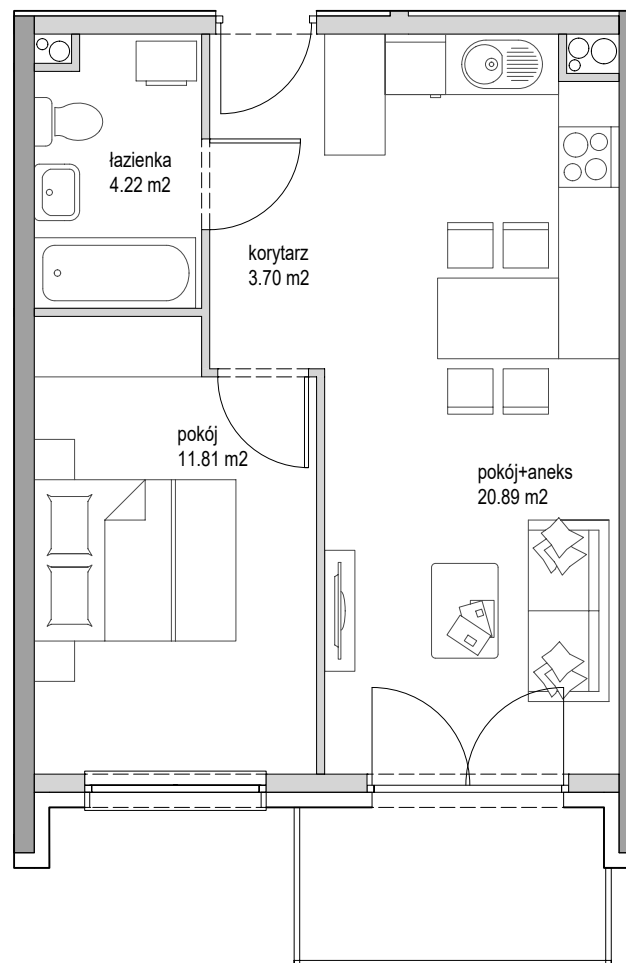 łazienka
4.22 m2
korytarz
3.70 m2
pokój
11.81 m2
pokój+aneks
20.89 m2